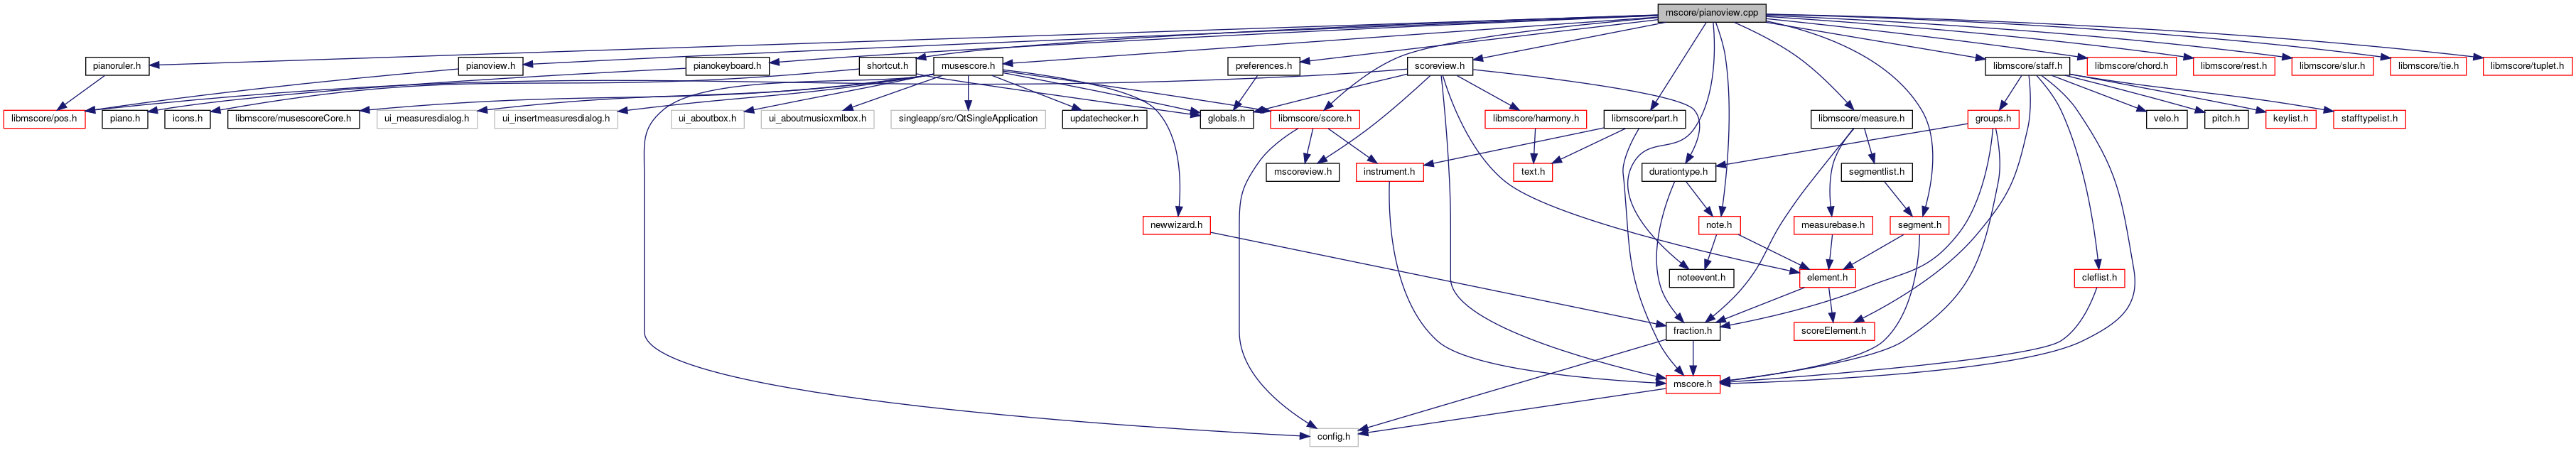 mscore/pianoview.cpp
pianoruler.h
pianoview.h
pianokeyboard.h
shortcut.h
musescore.h
preferences.h
scoreview.h
libmscore/staff.h
libmscore/chord.h
libmscore/rest.h
libmscore/slur.h
libmscore/tie.h
libmscore/tuplet.h
libmscore/pos.h
piano.h
icons.h
libmscore/musescoreCore.h
ui_measuresdialog.h
ui_insertmeasuresdialog.h
ui_aboutbox.h
ui_aboutmusicxmlbox.h
singleapp/src/QtSingleApplication
updatechecker.h
globals.h
libmscore/score.h
libmscore/harmony.h
libmscore/part.h
libmscore/measure.h
groups.h
velo.h
pitch.h
keylist.h
stafftypelist.h
mscoreview.h
instrument.h
text.h
durationtype.h
segmentlist.h
newwizard.h
note.h
measurebase.h
segment.h
noteevent.h
element.h
cleflist.h
fraction.h
scoreElement.h
mscore.h
config.h